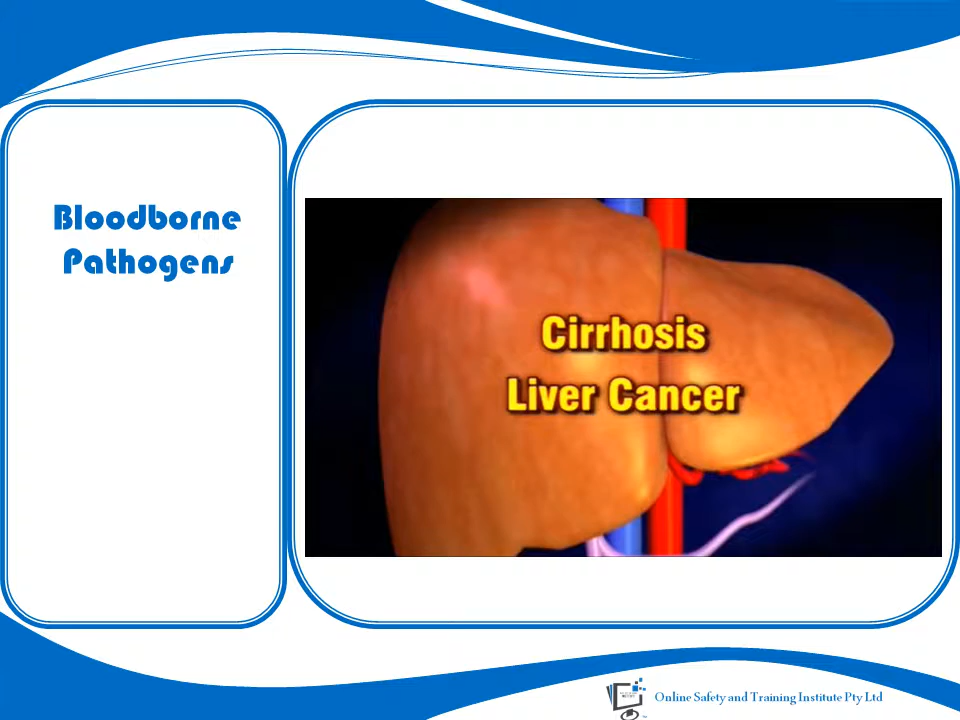 Bloodborne
Pathogens
Cirrhosis
Liver Cancer
Online Safety and Training Institute Pty Ltd